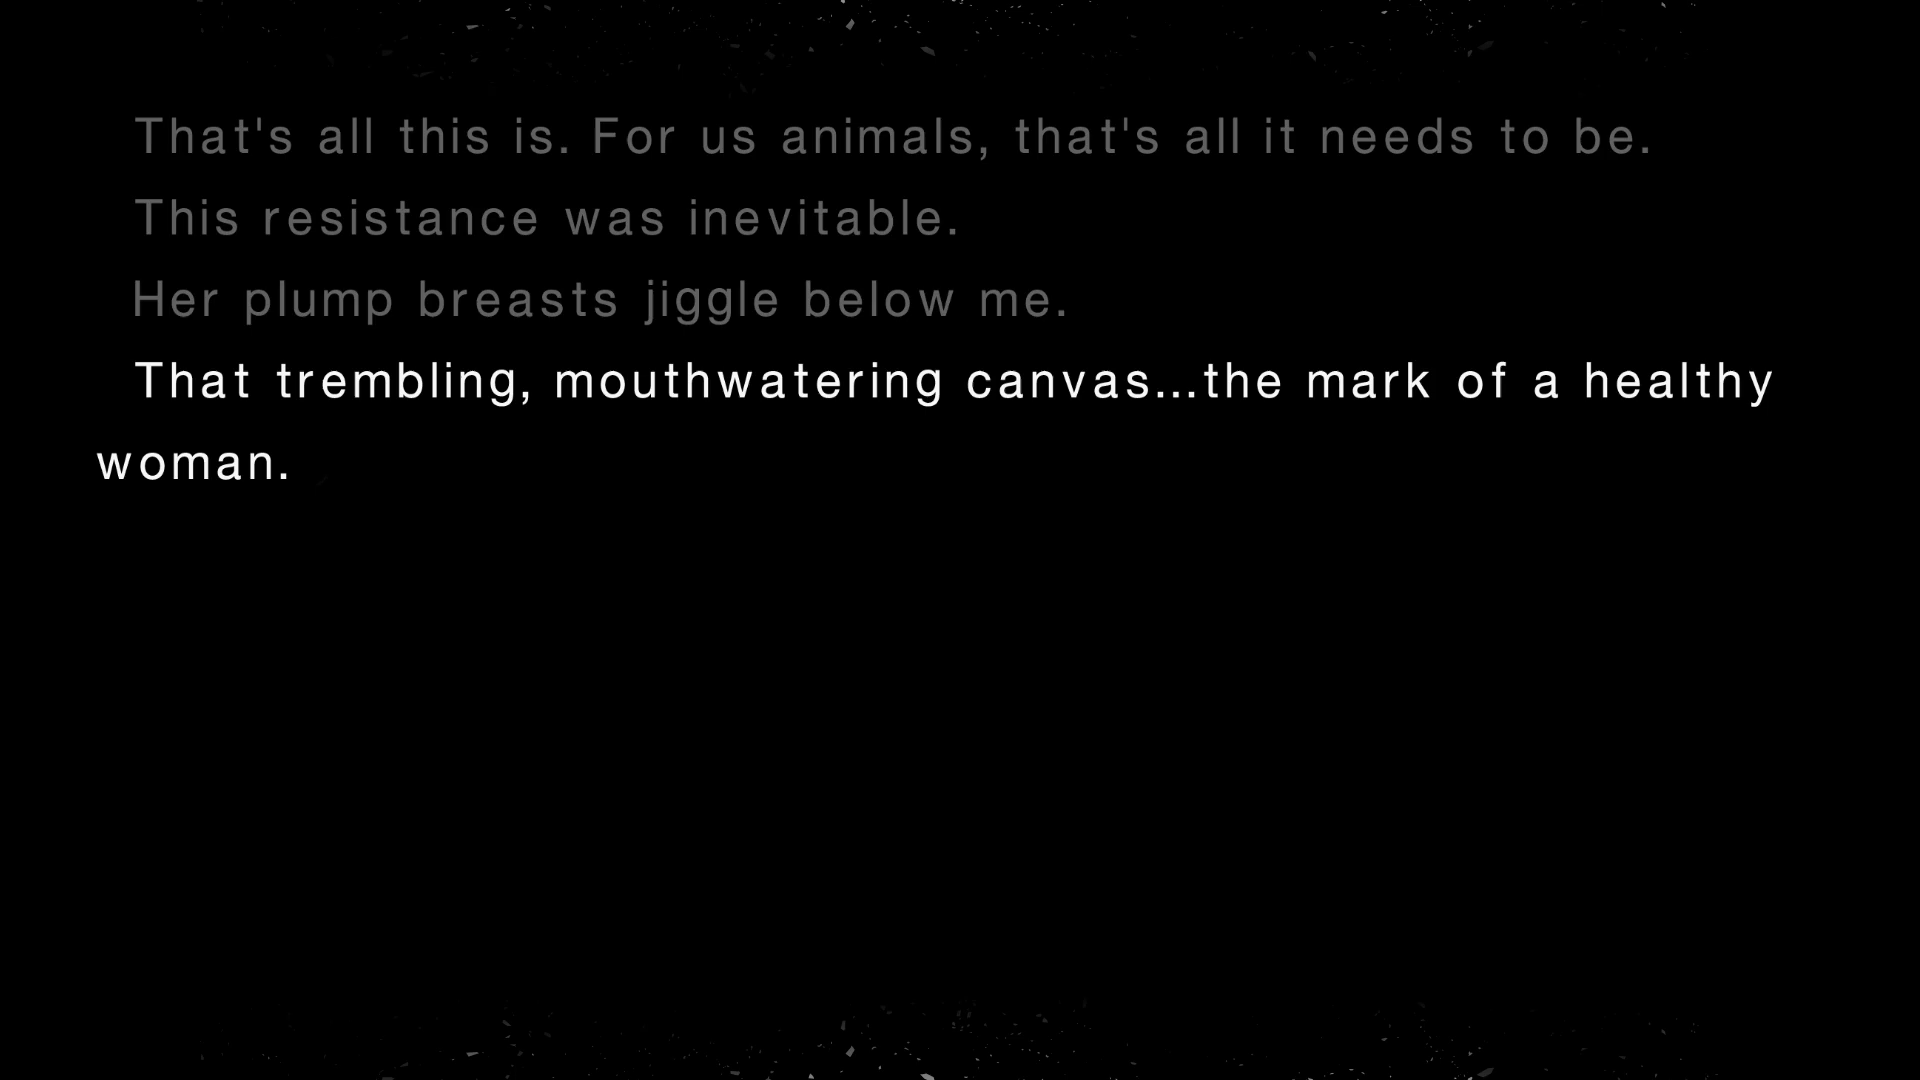 That's all this is. For us animals, that's all it needs to be.
This resistance was inevitable.
Her plump breasts jiggle below me.
That trembling, mouthwatering canvas...the mark of a healthy
woman.